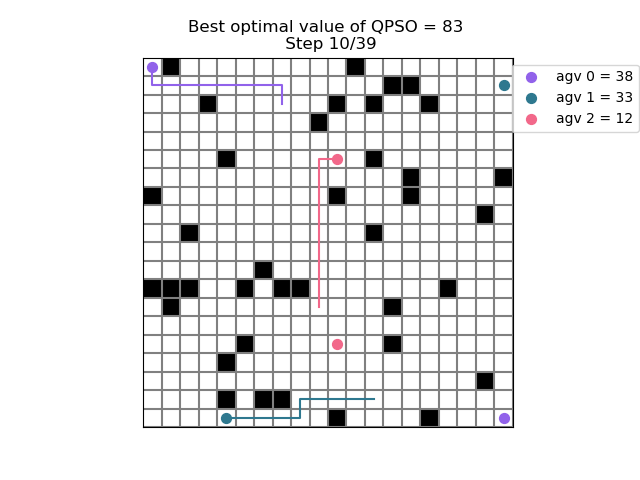 Best optimal value of QPSO = 83
Step 10/39
agv 0 = 38
agv 1 = 33
agv 2 = 12